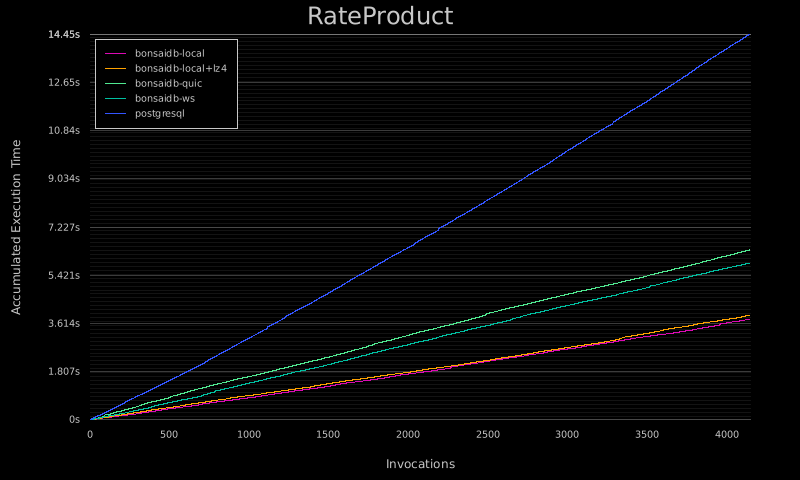 RateProduct
14.45s
12.65s
10.84s
9.034s
7.227s
5.421s
3.614s
1.807s
0s
Accumulated Execution Time
bonsaidb-local
bonsaidb-local+lz4
bonsaidb-quic
bonsaidb-ws
postgresql
0 500 1000 1500 2000 2500 3000 3500 4000
Invocations